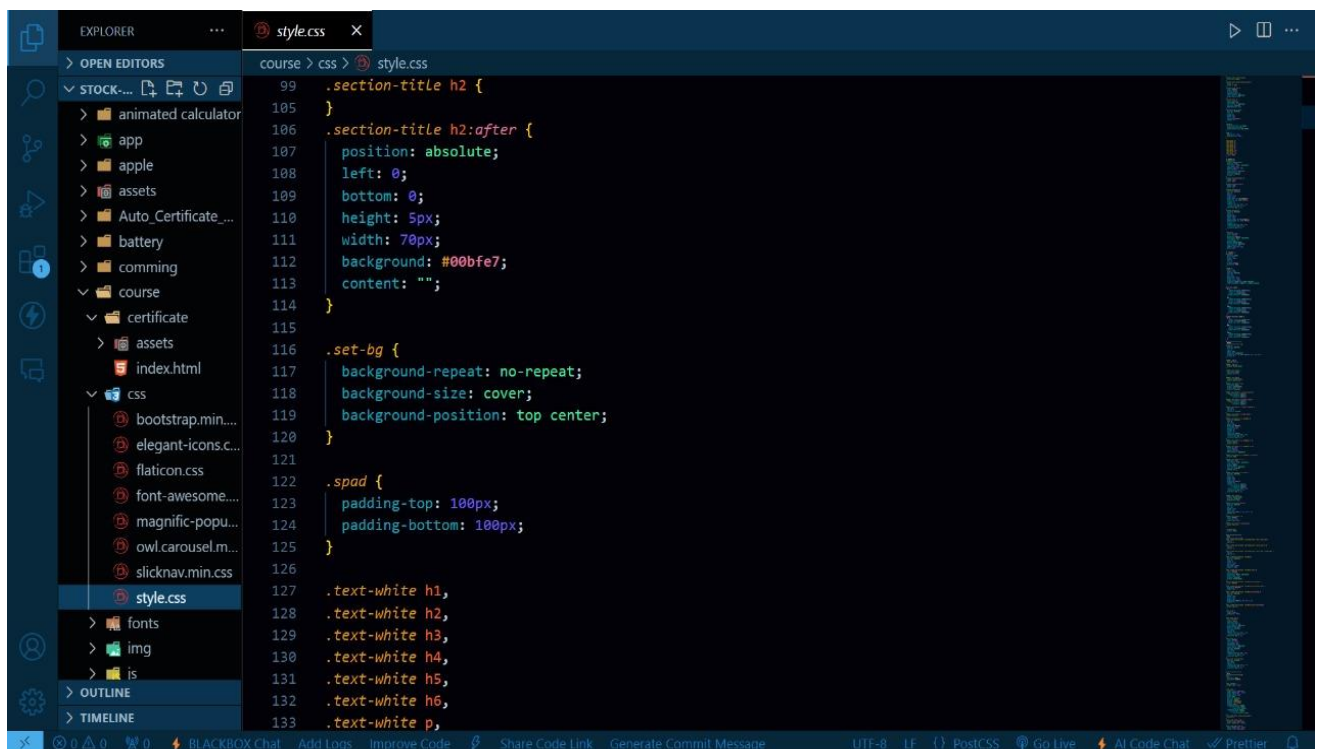 EXPLORER ...
style.css ×
> OPEN EDITORS
course > css > style.css
STOCK-...
animated calculator
app
apple
assets
Auto_Certificate_...
battery
comming
course
certificate
assets
index.html
css
bootstrap.min....
elegant-icons.c...
flaticon.css
font-awesome....
magnific-popu...
owl.carousel.m...
slicknav.min.css
style.css
fonts
img
js
OUTLINE
TIMELINE
1
99 .section-title h2 {
105 }
106 .section-title h2:after {
107 position: absolute;
108 left: 0;
109 bottom: 0;
110 height: 5px;
111 width: 70px;
112 background: #00bfe7;
113 content: "";
114 }
115
116 .set-bg {
117 background-repeat: no-repeat;
118 background-size: cover;
119 background-position: top center;
120 }
121
122 .spad {
123 padding-top: 100px;
124 padding-bottom: 100px;
125 }
126
127 .text-white h1,
128 .text-white h2,
129 .text-white h3,
130 .text-white h4,
131 .text-white h5,
132 .text-white h6,
133 .text-white p,
0 0 0 BLACKBOX Chat Add Logs Improve Code Share Code Link Generate Commit Message UTF-8 LF {} PostCSS Go Live AI Code Chat Prettier